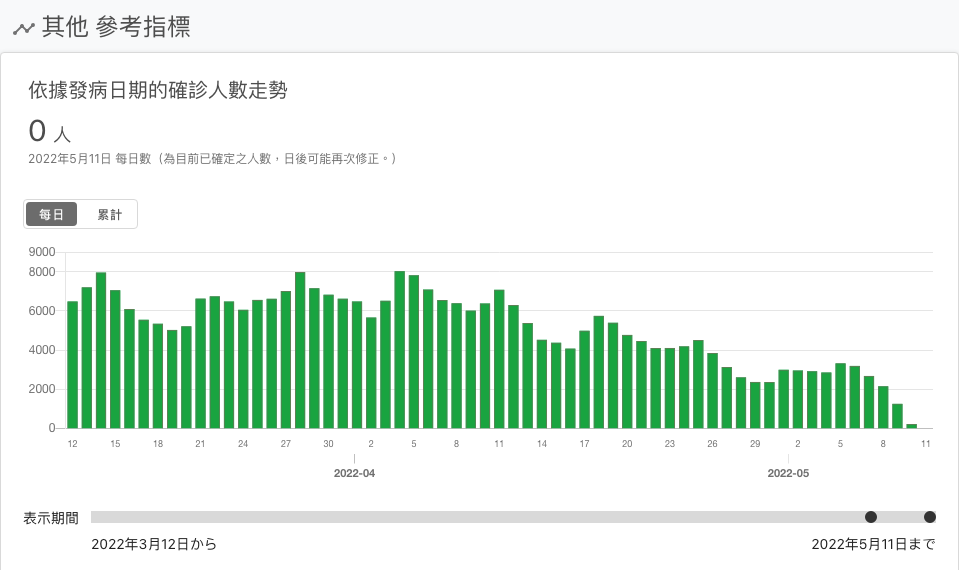 其他 參考指標
依據發病日期的確診人數走勢
0 人
2022年5月11日 每日數（為目前已確定之人數，日後可能再次修正。）
每日 累計
9000
8000
6000
4000
2000
0
12 15 18 21 24 27 30 2 5 8 11 14 17 20 23 26 29 2 5 8 11
2022-04 2022-05
表示期間
2022年3月12日から 2022年5月11日まで